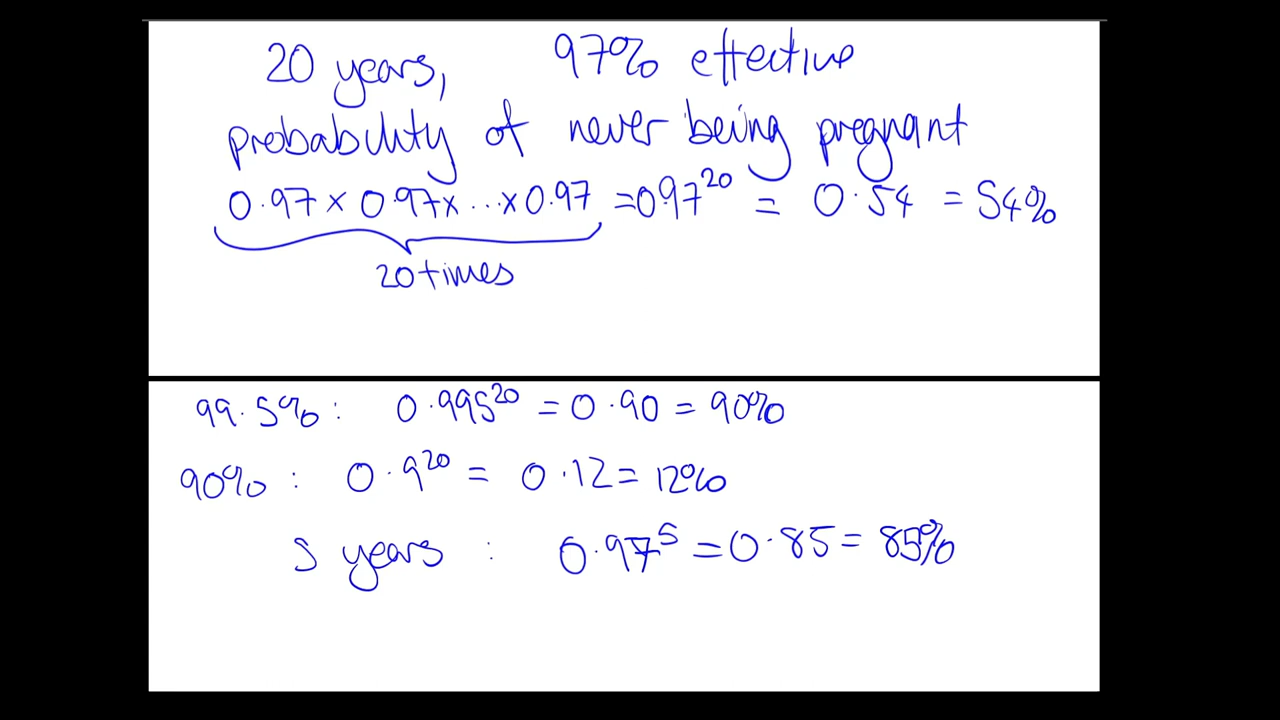 20 years, 97% effective
probability of never being pregnant
0.97 × 0.97 × ... × 0.97 = 0.97^20 = 0.54 = 54%
20 times
99.5% : 0.995^20 = 0.90 = 90%
90% : 0.9^20 = 0.12 = 12%
5 years : 0.97^5 = 0.85 = 85%